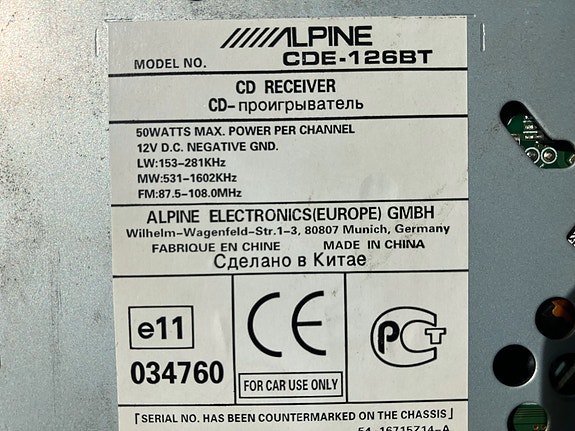 ALPINE
MODEL NO. CDE-126BT
CD RECEIVER
CD-проигрыватель
50WATTS MAX. POWER PER CHANNEL
12V D.C. NEGATIVE GND.
LW:153-281KHz
MW:531-1602KHz
FM:87.5-108.0MHz
ALPINE ELECTRONICS(EUROPE) GMBH
Wilhelm-Wagenfeld-Str.1-3, 80807 Munich, Germany
FABRIQUE EN CHINE MADE IN CHINA
Сделано в Китае
e11
034760
CE
FOR CAR USE ONLY
РСТ
「SERIAL NO. HAS BEEN COUNTERMARKED ON THE CHASSIS」